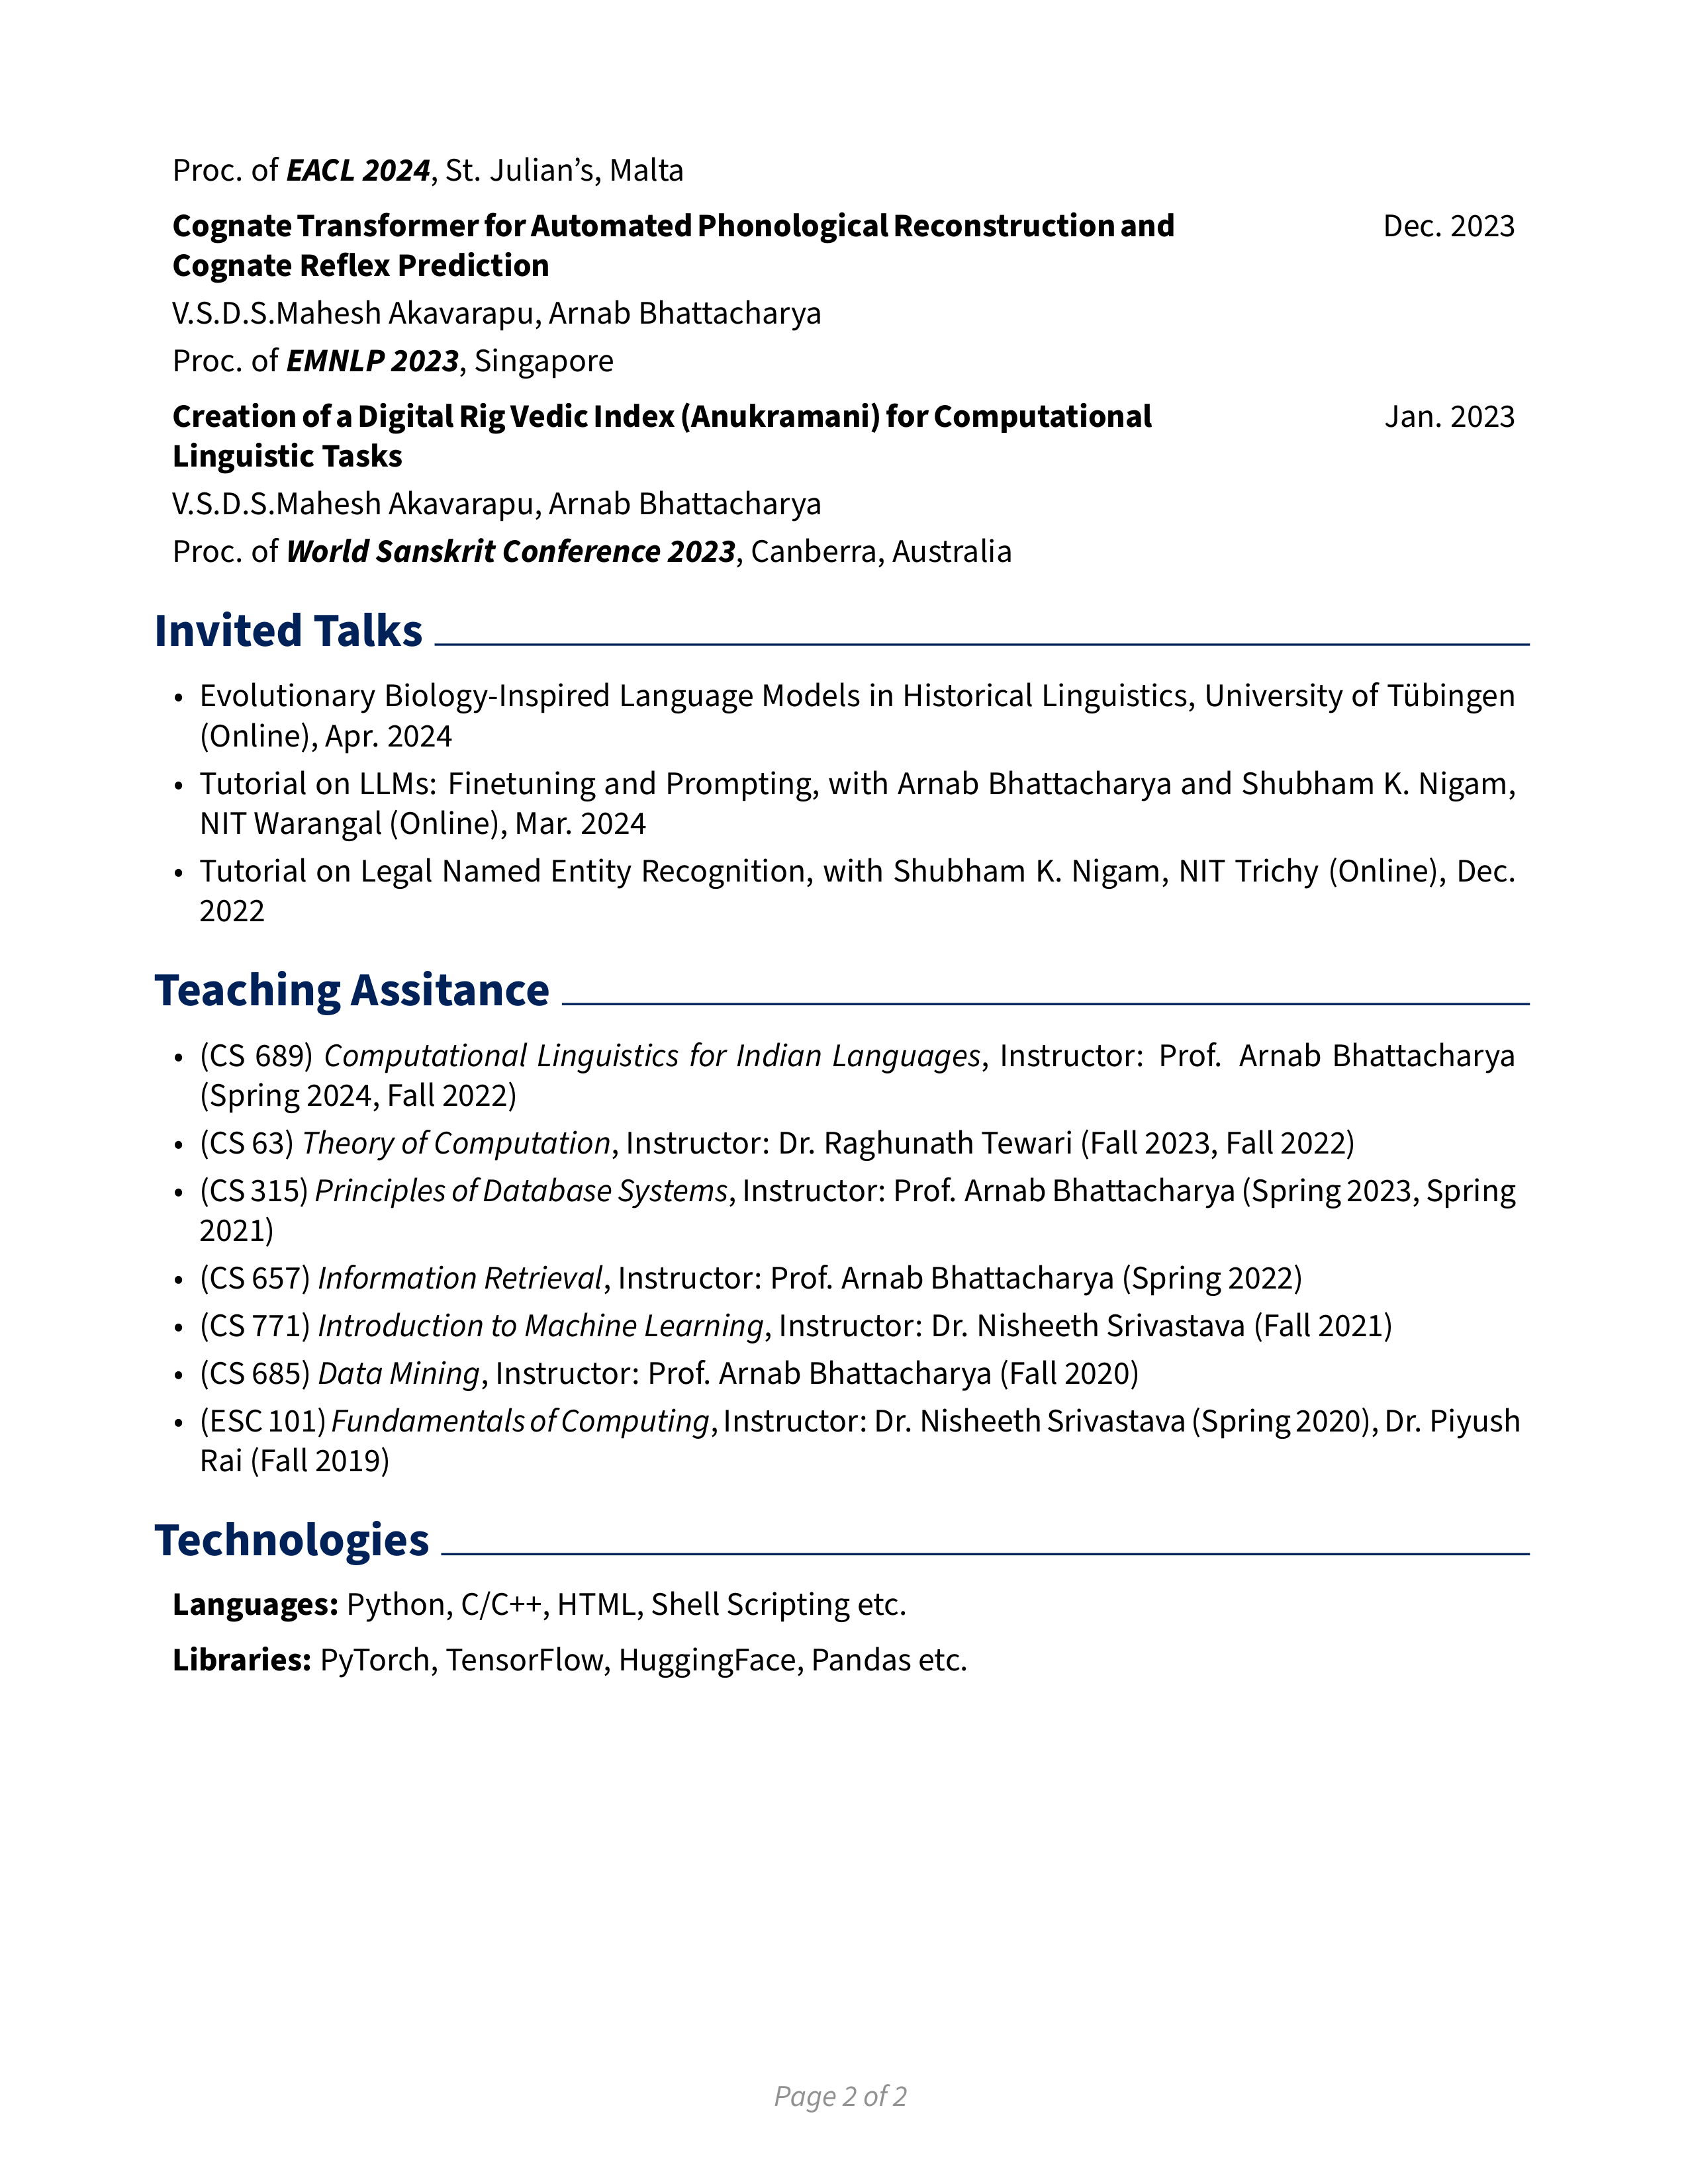 Proc. of EACL 2024, St. Julian’s, Malta
Cognate Transformer for Automated Phonological Reconstruction and Dec. 2023
Cognate Reflex Prediction
V.S.D.S.Mahesh Akavarapu, Arnab Bhattacharya
Proc. of EMNLP 2023, Singapore
Creation of a Digital Rig Vedic Index (Anukramani) for Computational Jan. 2023
Linguistic Tasks
V.S.D.S.Mahesh Akavarapu, Arnab Bhattacharya
Proc. of World Sanskrit Conference 2023, Canberra, Australia
Invited Talks
• Evolutionary Biology-Inspired Language Models in Historical Linguistics, University of Tübingen
(Online), Apr. 2024
• Tutorial on LLMs: Finetuning and Prompting, with Arnab Bhattacharya and Shubham K. Nigam,
NIT Warangal (Online), Mar. 2024
• Tutorial on Legal Named Entity Recognition, with Shubham K. Nigam, NIT Trichy (Online), Dec.
2022
Teaching Assitance
• (CS 689) Computational Linguistics for Indian Languages, Instructor: Prof. Arnab Bhattacharya
(Spring 2024, Fall 2022)
• (CS 63) Theory of Computation, Instructor: Dr. Raghunath Tewari (Fall 2023, Fall 2022)
• (CS 315) Principles of Database Systems, Instructor: Prof. Arnab Bhattacharya (Spring 2023, Spring
2021)
• (CS 657) Information Retrieval, Instructor: Prof. Arnab Bhattacharya (Spring 2022)
• (CS 771) Introduction to Machine Learning, Instructor: Dr. Nisheeth Srivastava (Fall 2021)
• (CS 685) Data Mining, Instructor: Prof. Arnab Bhattacharya (Fall 2020)
• (ESC 101) Fundamentals of Computing, Instructor: Dr. Nisheeth Srivastava (Spring 2020), Dr. Piyush
Rai (Fall 2019)
Technologies
Languages: Python, C/C++, HTML, Shell Scripting etc.
Libraries: PyTorch, TensorFlow, HuggingFace, Pandas etc.
Page 2 of 2